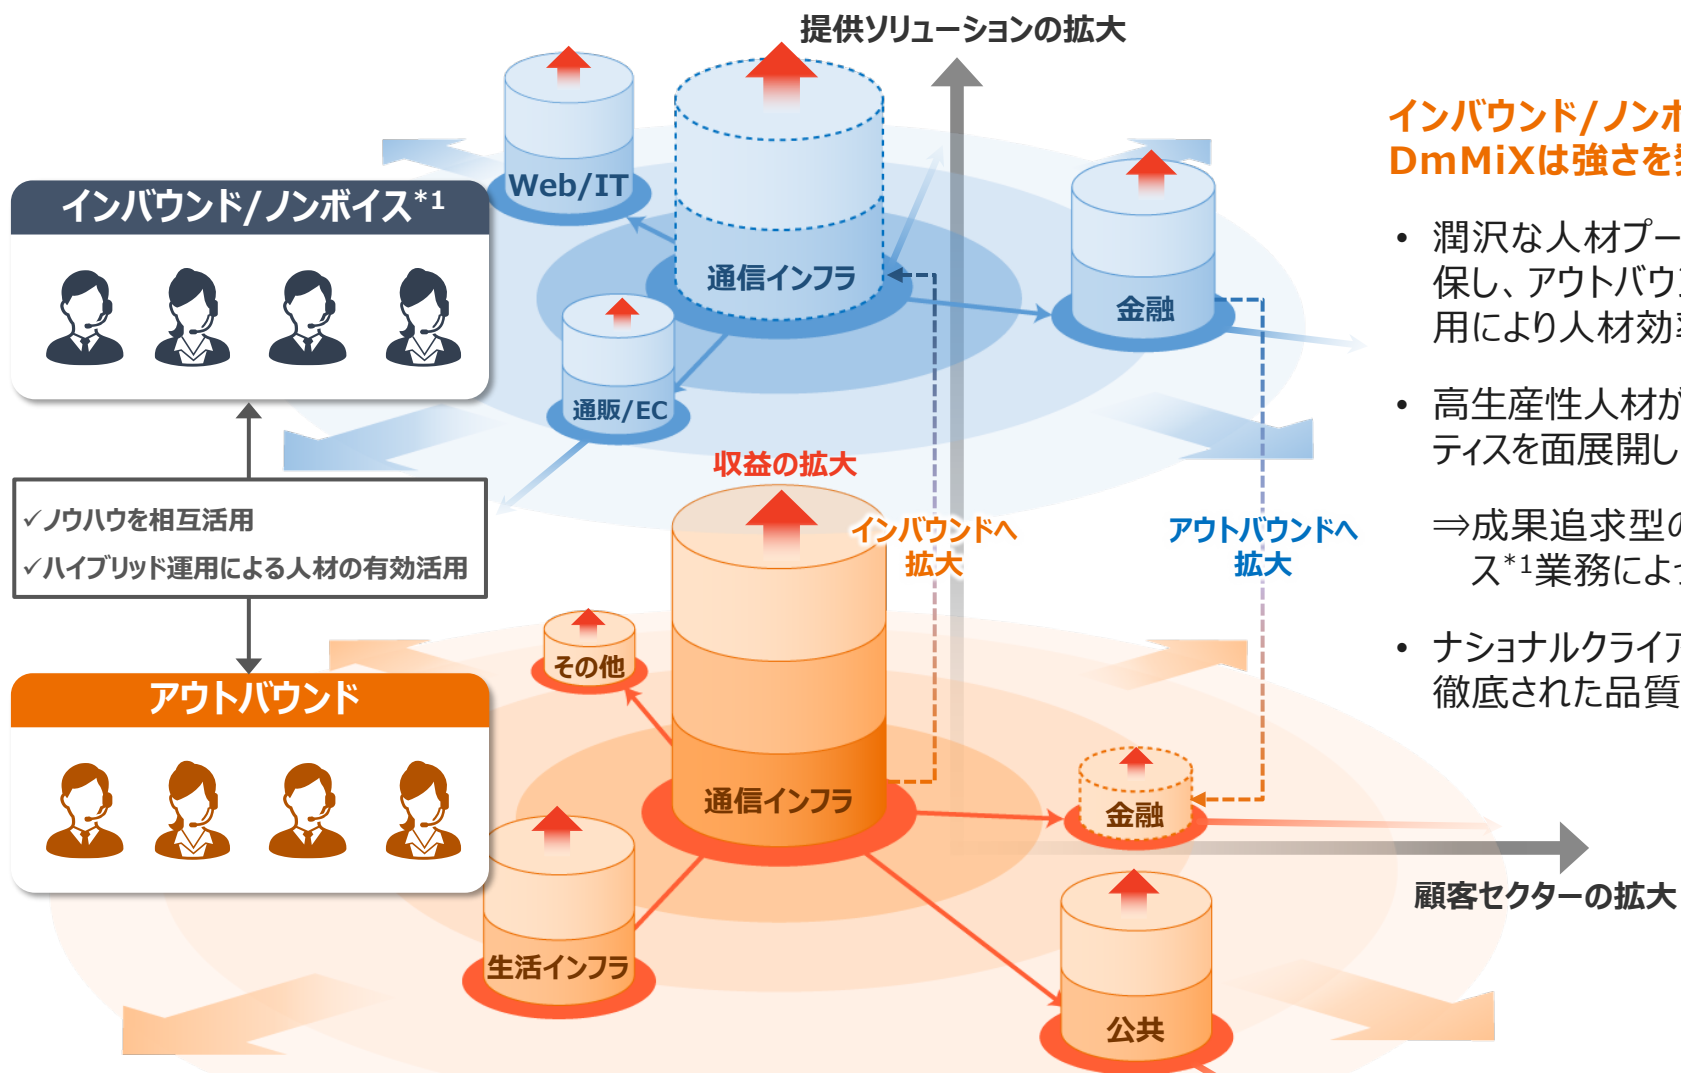 提供ソリューションの拡大
Web/IT
通信インフラ
金融
通販/EC
インバウンド/ノンボイス*1
✓ノウハウを相互活用
✓ハイブリッド運用による人材の有効活用
アウトバウンド
収益の拡大
インバウンドへ
拡大
アウトバウンドへ
拡大
その他
通信インフラ
金融
生活インフラ
公共
顧客セクターの拡大
インバウンド/ノンボ
DmMiXは強さを
• 潤沢な人材プー
保し、アウトバウ
用により人材効
• 高生産性人材が
ティスを面展開し
⇒成果追求型の
ス*1業務によっ
• ナショナルクライア
徹底された品質